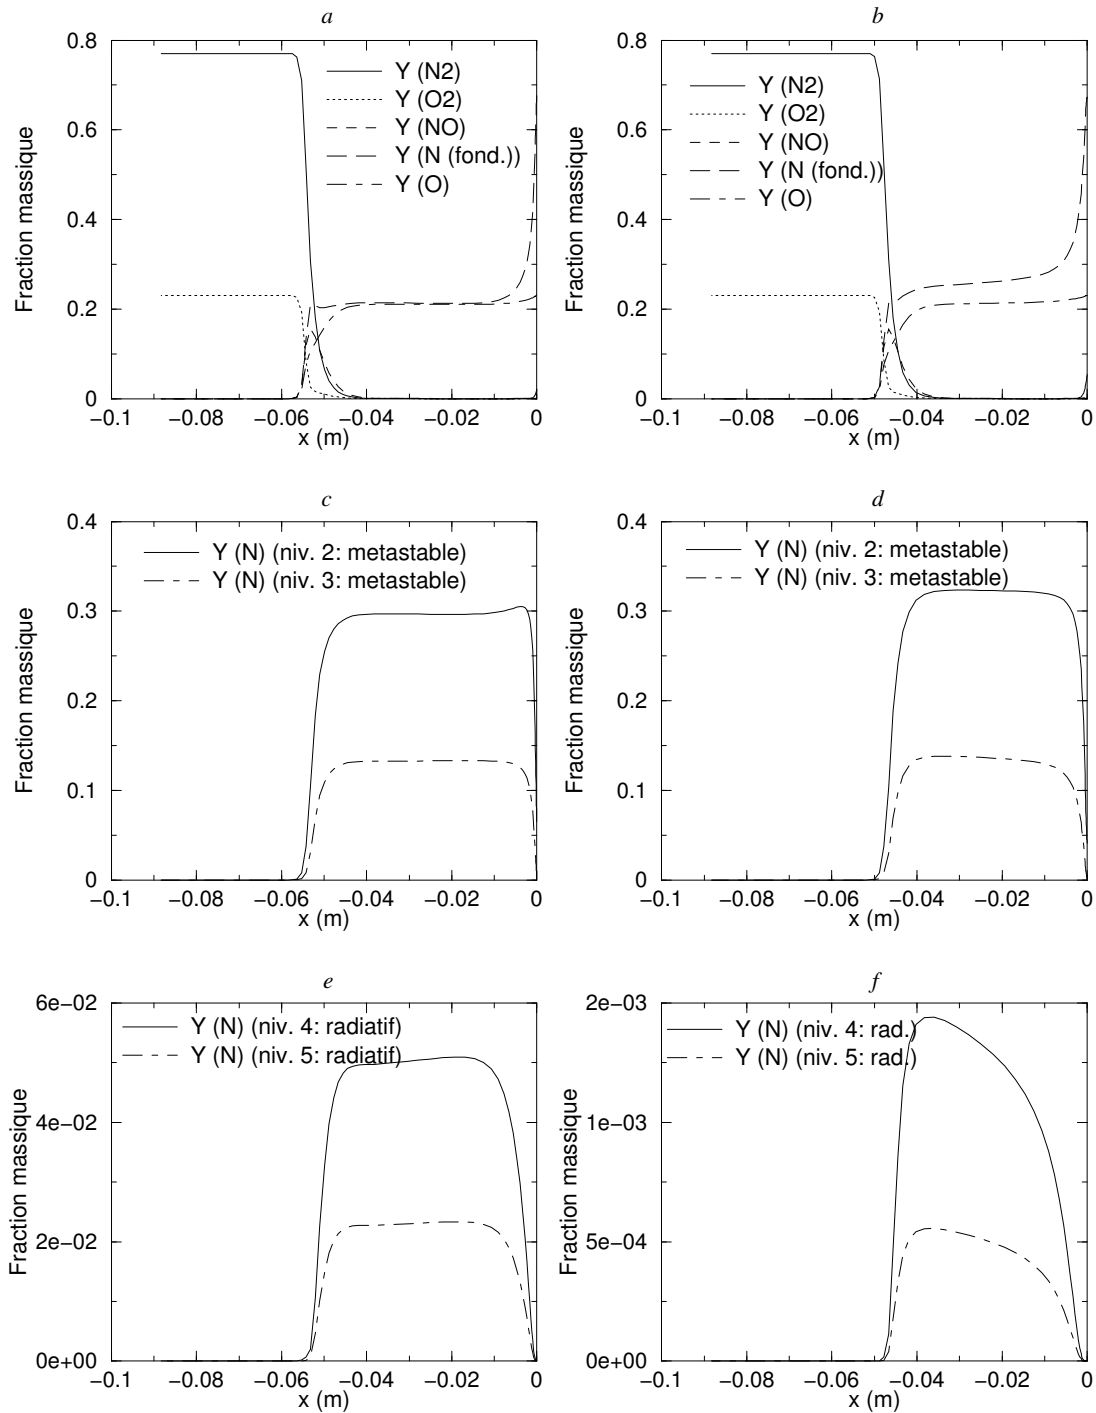 a
0.8
0.6
0.4
0.2
0
Fraction massique
Y (N2)
Y (O2)
Y (NO)
Y (N (fond.))
Y (O)
−0.1 −0.08 −0.06 −0.04 −0.02 0
x (m)
b
0.8
0.6
0.4
0.2
0
Fraction massique
Y (N2)
Y (O2)
Y (NO)
Y (N (fond.))
Y (O)
−0.1 −0.08 −0.06 −0.04 −0.02 0
x (m)
c
0.4
0.3
0.2
0.1
0
Fraction massique
Y (N) (niv. 2: metastable)
Y (N) (niv. 3: metastable)
−0.1 −0.08 −0.06 −0.04 −0.02 0
x (m)
d
0.4
0.3
0.2
0.1
0
Fraction massique
Y (N) (niv. 2: metastable)
Y (N) (niv. 3: metastable)
−0.1 −0.08 −0.06 −0.04 −0.02 0
x (m)
e
6e−02
4e−02
2e−02
0e+00
Fraction massique
Y (N) (niv. 4: radiatif)
Y (N) (niv. 5: radiatif)
−0.1 −0.08 −0.06 −0.04 −0.02 0
x (m)
f
2e−03
1e−03
5e−04
0e+00
Fraction massique
Y (N) (niv. 4: rad.)
Y (N) (niv. 5: rad.)
−0.1 −0.08 −0.06 −0.04 −0.02 0
x (m)